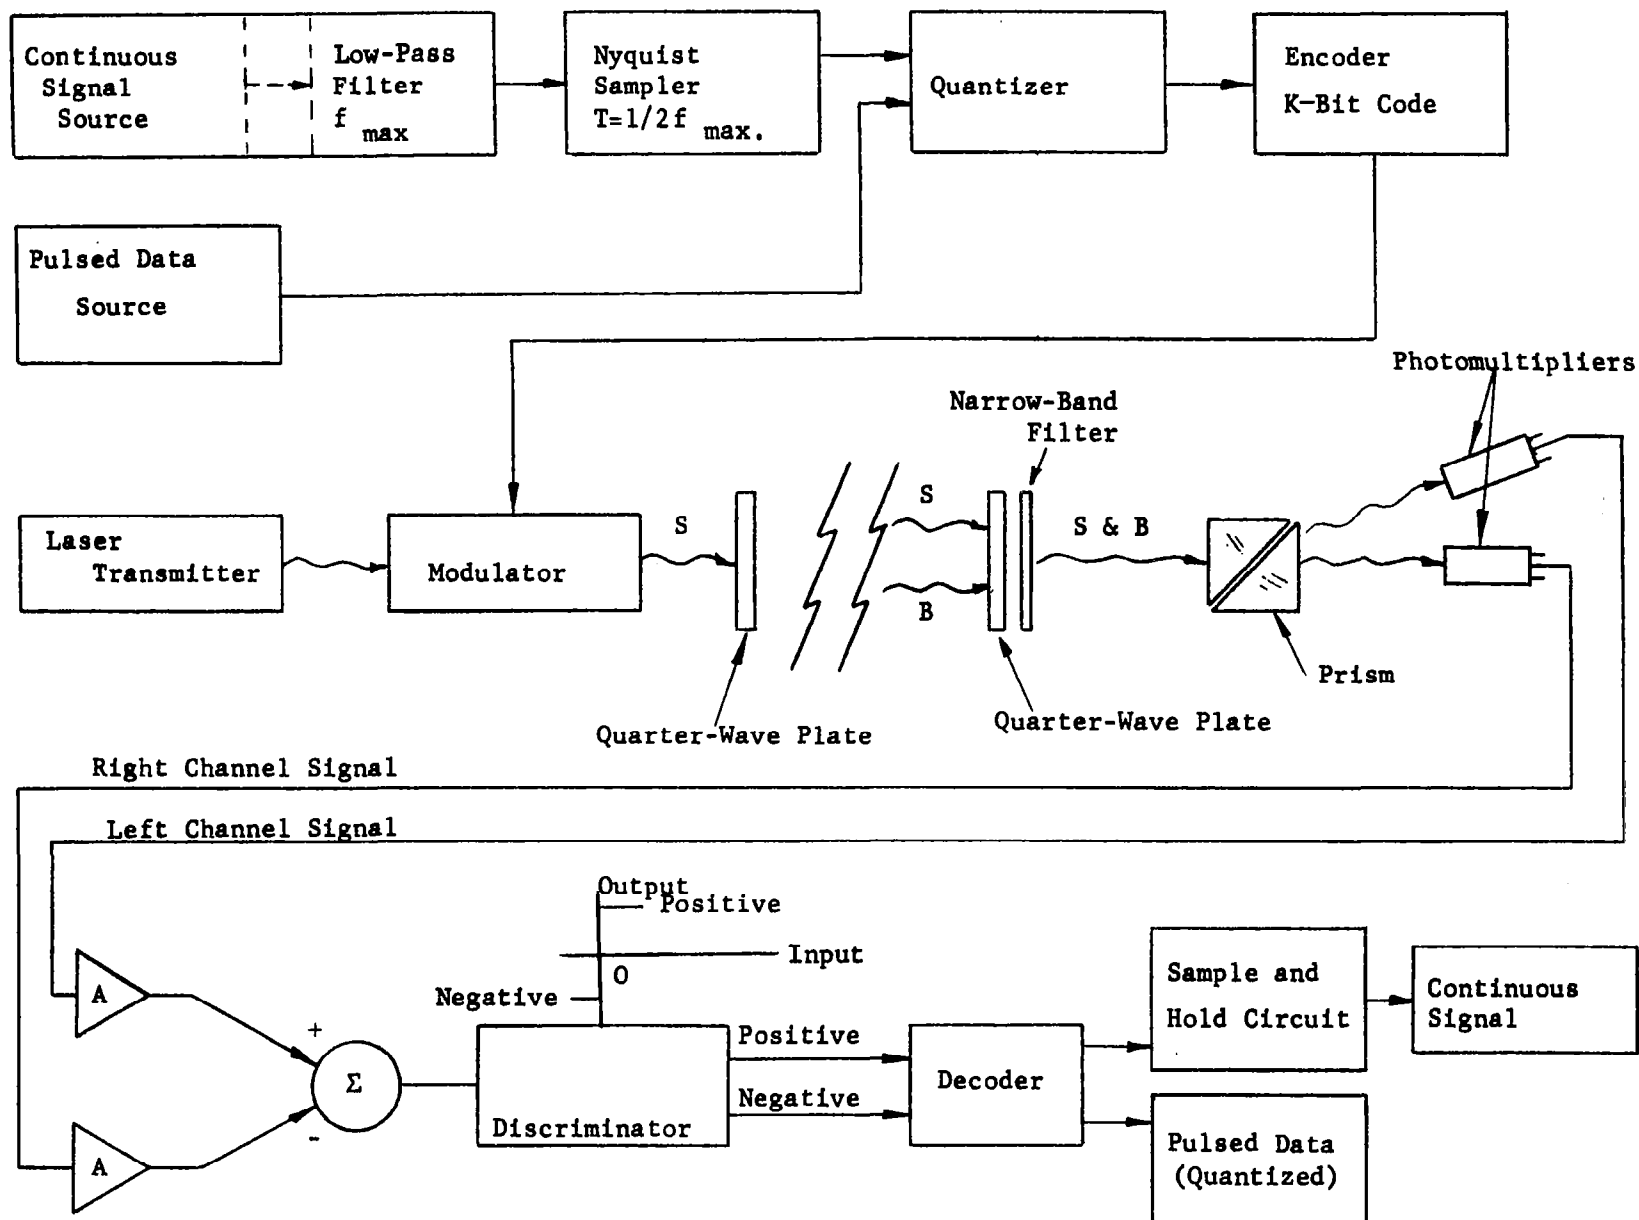 Continuous
Signal
Source
Low-Pass
Filter
f max
Nyquist
Sampler
T=1/2f max.
Quantizer
Encoder
K-Bit Code
Pulsed Data
Source
Photomultipliers
Narrow-Band
Filter
Laser
Transmitter
Modulator
S
S
B
S & B
Prism
Quarter-Wave Plate
Quarter-Wave Plate
Right Channel Signal
Left Channel Signal
Output
Positive
Input
0
Negative
A
A
+
-
Σ
Discriminator
Positive
Negative
Decoder
Sample and
Hold Circuit
Continuous
Signal
Pulsed Data
(Quantized)